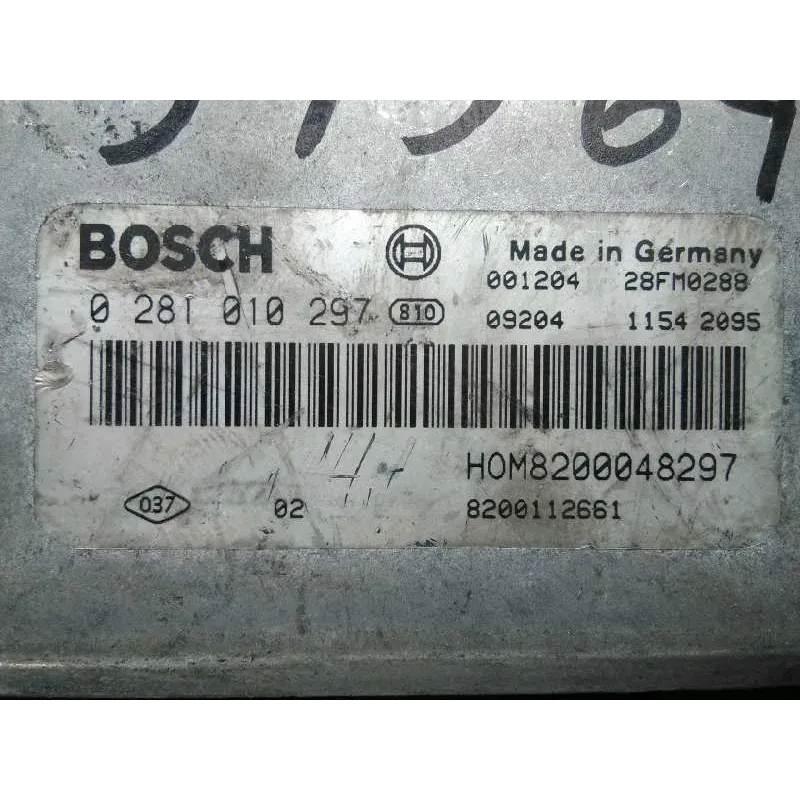 BOSCH Made in Germany
001204 28FM0288
0 281 010 297 810
09204 1154 2095
HOM8200048297
037 02 8200112661